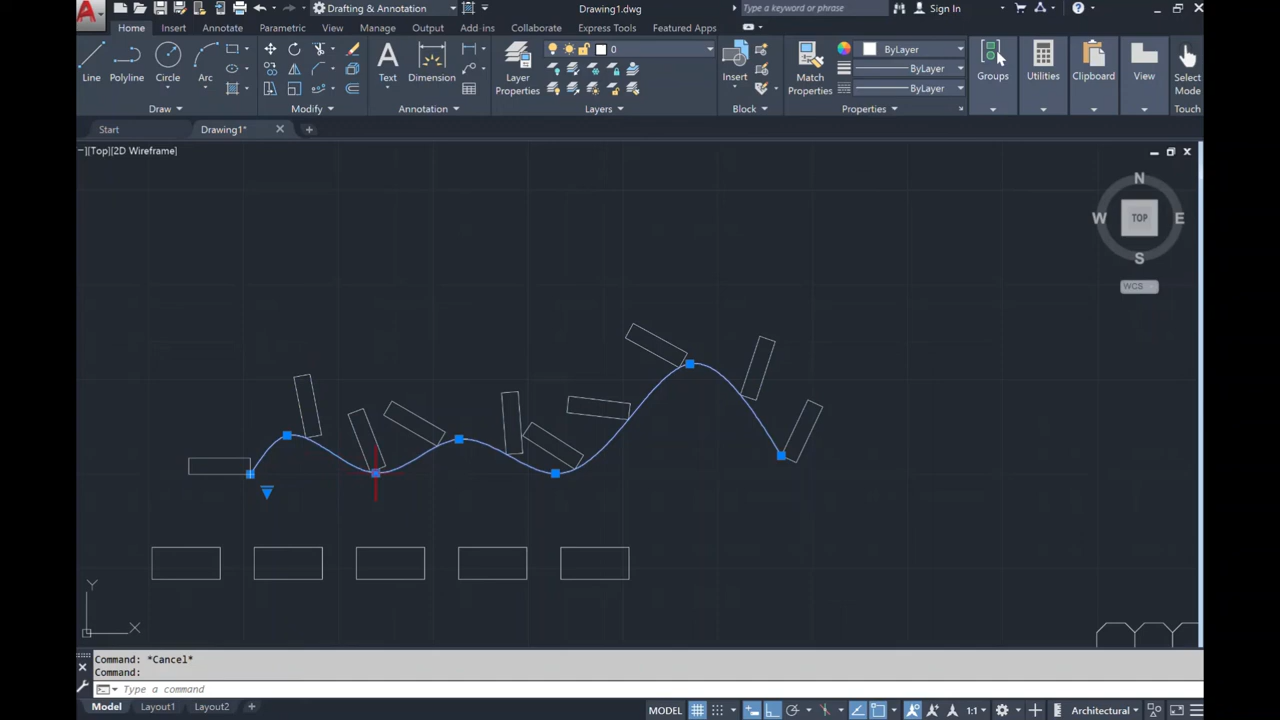 A Drafting & Annotation Drawing1.dwg Type a keyword or phrase Sign In
Home Insert Annotate Parametric View Manage Output Add-ins Collaborate Express Tools Featured Apps
Line Polyline Circle Arc
Draw
Modify
Text Dimension
Annotation
Layer Properties
0
Layers
Insert
Block
Match Properties
ByLayer
ByLayer
ByLayer
Properties
Groups
Utilities
Clipboard
View
Select Mode
Touch
Start Drawing1*
–][Top][2D Wireframe]
N
W TOP E
S
WCS
Y
X
Command: *Cancel*
Command:
Type a command
Model Layout1 Layout2 MODEL 1:1 Architectural